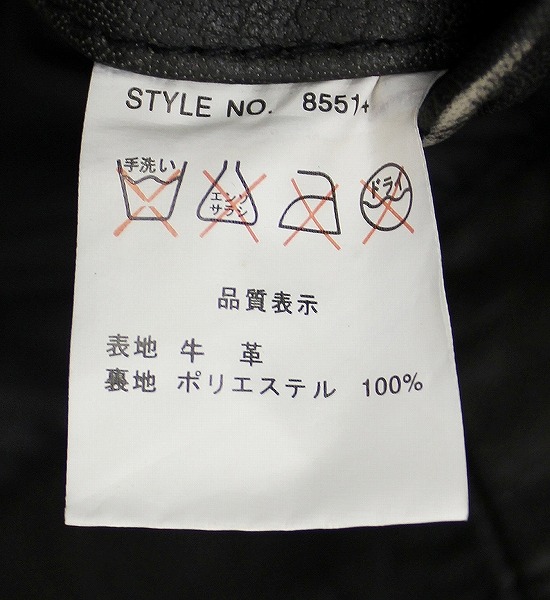 STYLE NO. 8551+
手洗い エンソサラシ ドライ
品質表示
表地 牛 革
裏地 ポリエステル 100%